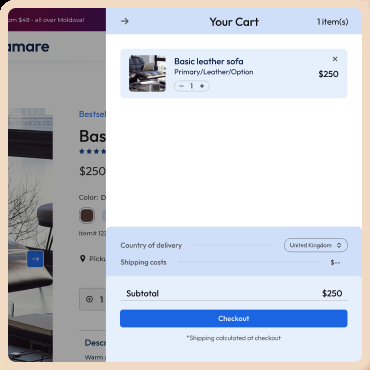 Your Cart
1 item(s)
Basic leather sofa
Primary/Leather/Option
1
$250
Country of delivery
United Kingdom
Shipping costs
$--
Subtotal
$250
Checkout
*Shipping calculated at checkout
$49 - all over Moldova!
amare
Bestsel
Bas
$250
Color: D
Item# 12
Picku
1
Descr
Warm a